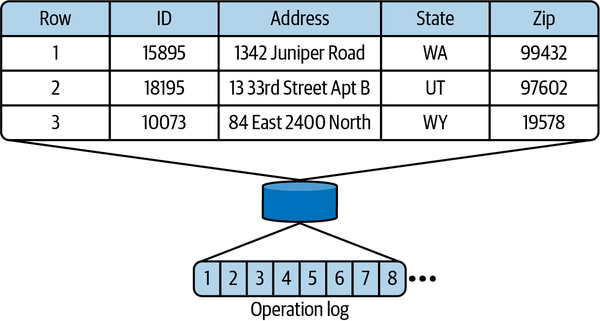 Row ID Address State Zip
1 15895 1342 Juniper Road WA 99432
2 18195 13 33rd Street Apt B UT 97602
3 10073 84 East 2400 North WY 19578
1 2 3 4 5 6 7 8 •••
Operation log